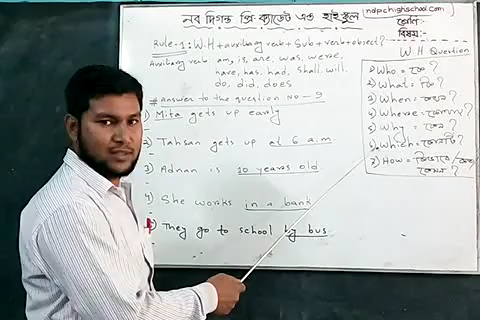 নব দিগন্ত প্রি-ক্যাডেট এন্ড হাই স্কুল
ndpchighschool.com
শ্রেণি:-
বিষয়:-
Rule-1: W.H + auxiliary verb + Sub + verb + object?
Auxiliary verb am, is, are, was, were,
have, has, had, shall, will.
do, did, does
# Answer to the question NO - 9
1) Mita gets up early
2) Tahsan gets up at 6 a.m.
3) Adnan is 10 years old
4) She works in a bank
5) They go to school by bus.
W.H Question
1) Who = কে?
2) What = কি?
3) When = কখন?
4) Where = কোথায়?
5) Why = কেন?
6) Which = কোনটি?
7) How = কিভাবে/
কেমন?